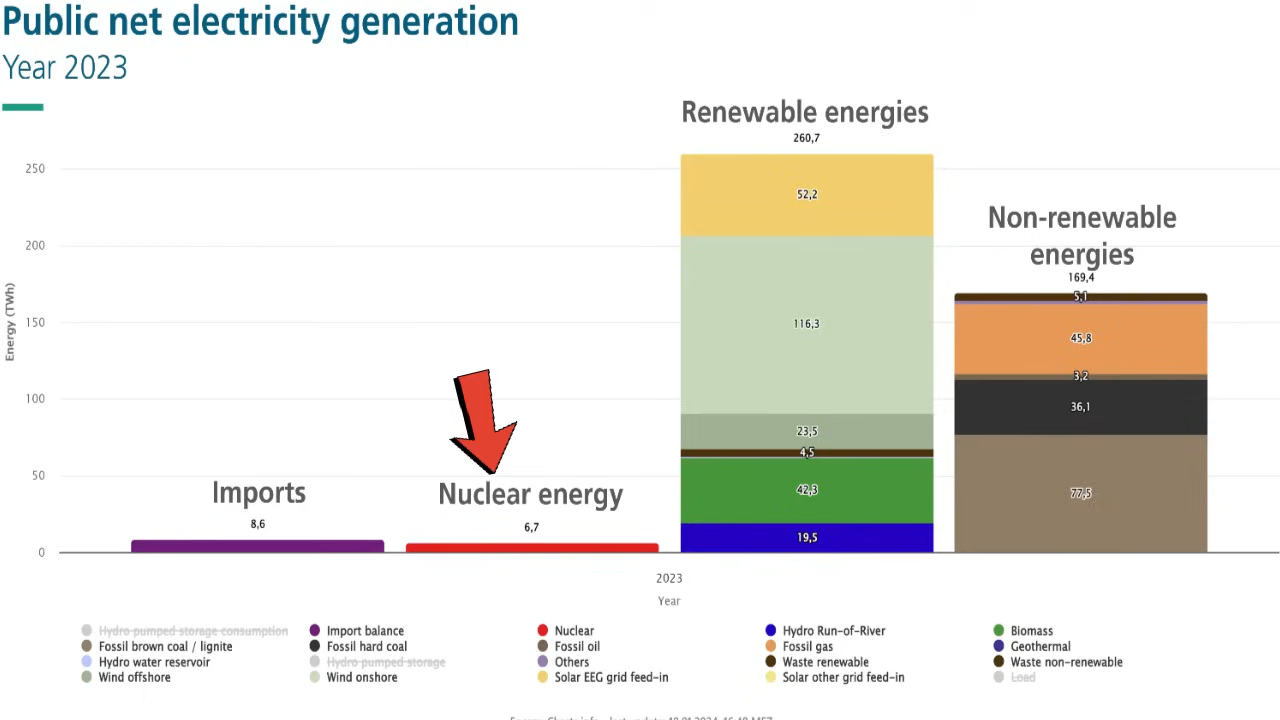 Public net electricity generation
Year 2023
Renewable energies
260,7
250
52,2
Non-renewable
energies
169,4
200
5,1
Energy (TWh)
150
116,3
45,8
3,2
100
36,1
23,5
4,5
50
Imports
Nuclear energy
42,3
77,5
8,6
6,7
19,5
0
2023
Year
Hydro pumped storage consumption
Import balance
Nuclear
Hydro Run-of-River
Biomass
Fossil brown coal / lignite
Fossil hard coal
Fossil oil
Fossil gas
Geothermal
Hydro water reservoir
Hydro pumped storage
Others
Waste renewable
Waste non-renewable
Wind offshore
Wind onshore
Solar EEG grid feed-in
Solar other grid feed-in
Load